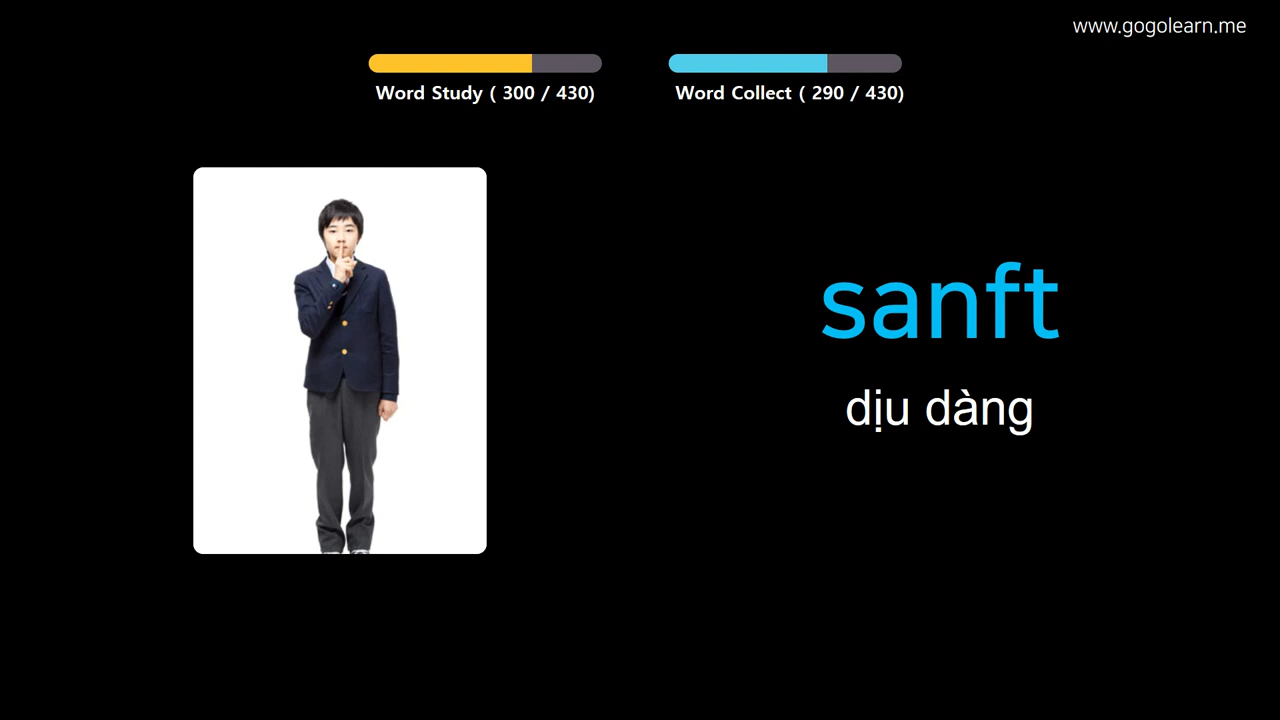 www.gogolearn.me
Word Study ( 300 / 430)
Word Collect ( 290 / 430)
sanft
dịu dàng